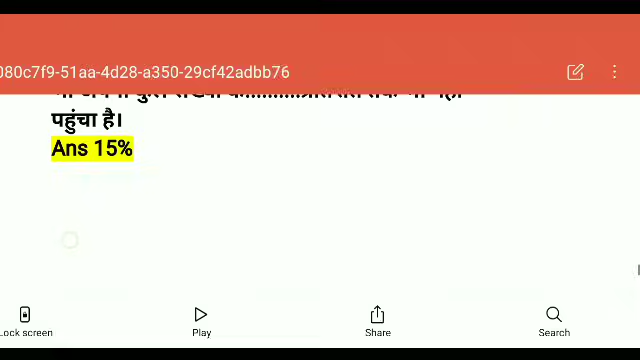 080c7f9-51aa-4d28-a350-29cf42adbb76
पहुंचा है।
Ans 15%
Lock screen
Play
Share
Search